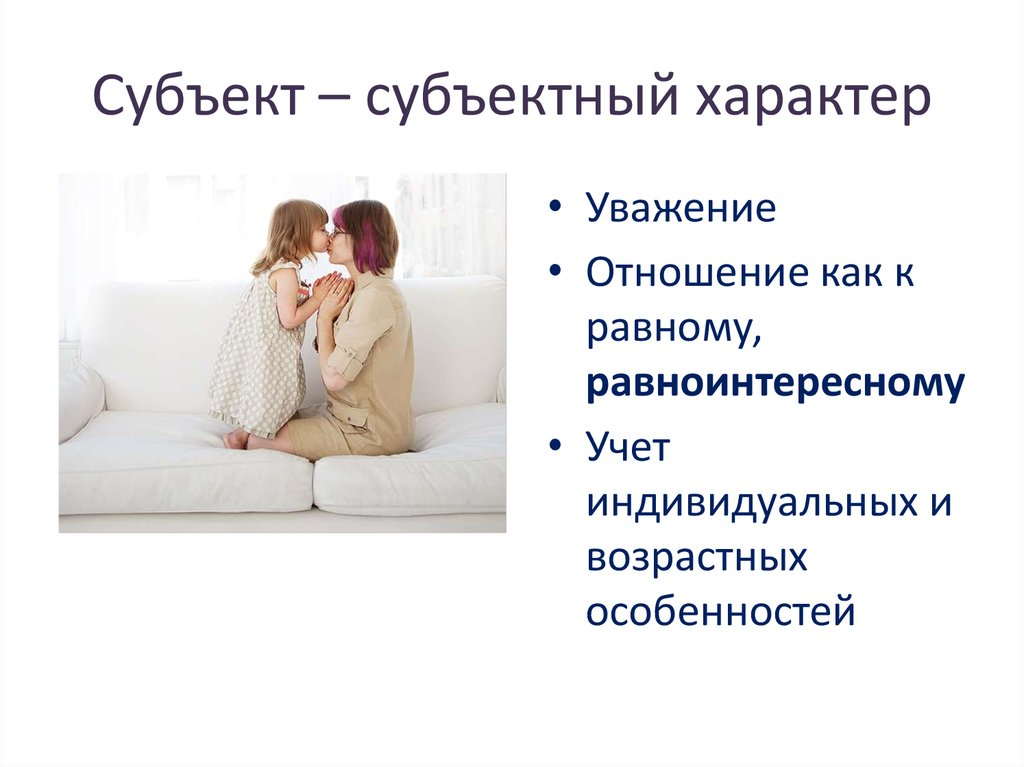 Субъект – субъектный характер
• Уважение
• Отношение как к
равному,
равноинтересному
• Учет
индивидуальных и
возрастных
особенностей